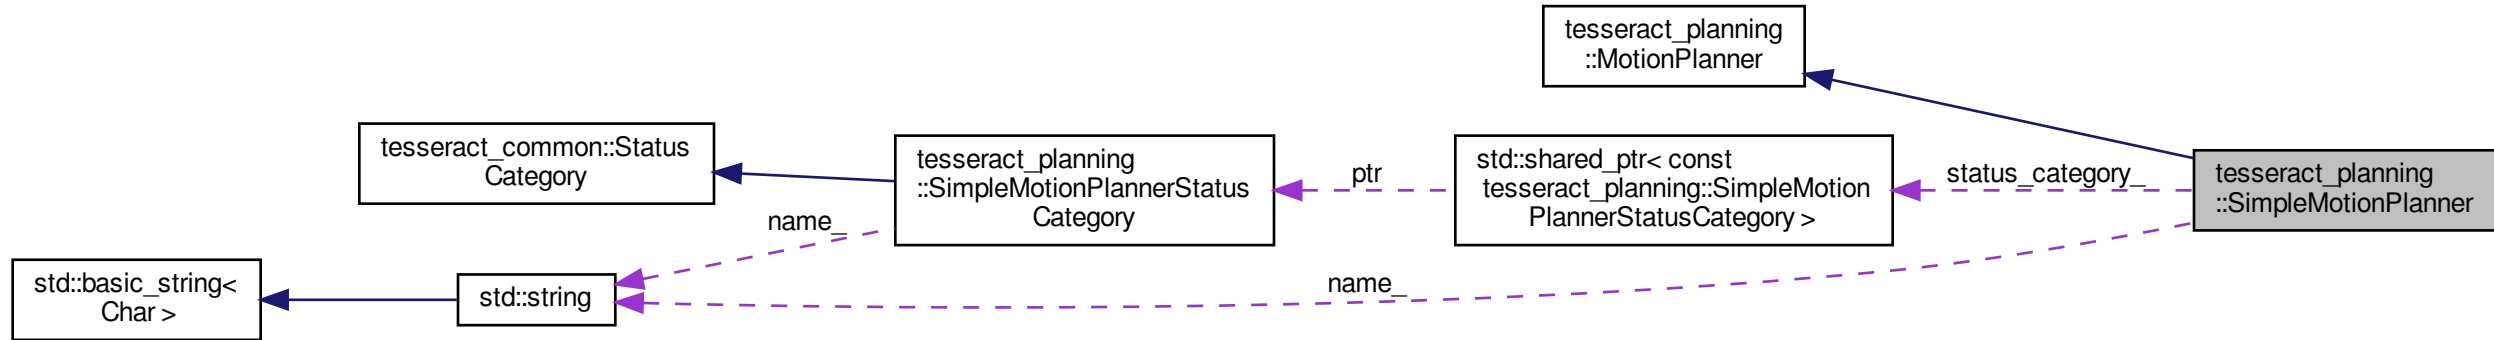 tesseract_planning
::MotionPlanner
tesseract_common::Status
Category
tesseract_planning
::SimpleMotionPlannerStatus
Category
ptr
std::shared_ptr< const
tesseract_planning::SimpleMotion
PlannerStatusCategory >
status_category_
tesseract_planning
::SimpleMotionPlanner
name_
std::basic_string<
Char >
std::string
name_